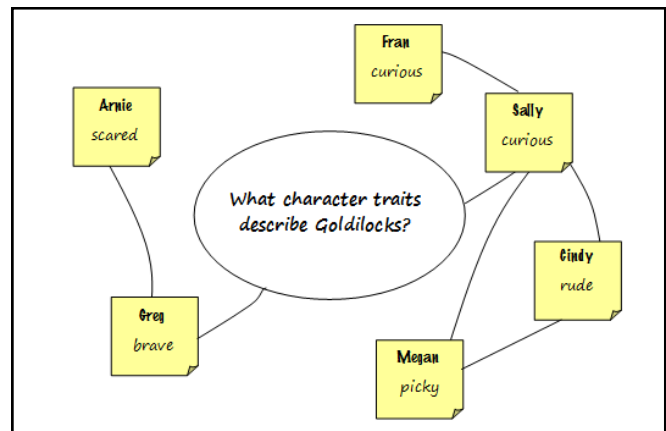 Fran
curious
Arnie
scared
Sally
curious
What character traits
describe Goldilocks?
Cindy
rude
Greg
brave
Megan
picky